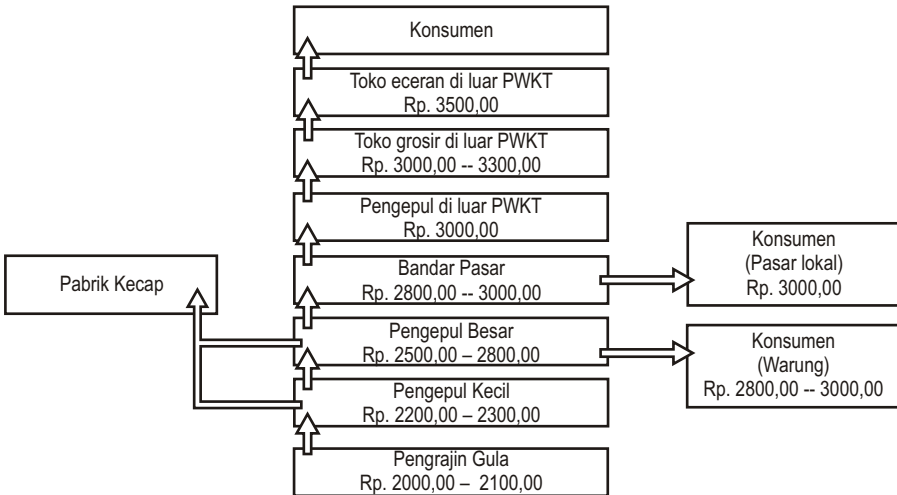 Konsumen
Toko eceran di luar PWKT
Rp. 3500,00
Toko grosir di luar PWKT
Rp. 3000,00 -- 3300,00
Pengepul di luar PWKT
Rp. 3000,00
Bandar Pasar
Rp. 2800,00 -- 3000,00
Konsumen
(Pasar lokal)
Rp. 3000,00
Pabrik Kecap
Pengepul Besar
Rp. 2500,00 – 2800,00
Konsumen
(Warung)
Rp. 2800,00 -- 3000,00
Pengepul Kecil
Rp. 2200,00 – 2300,00
Pengrajin Gula
Rp. 2000,00 – 2100,00